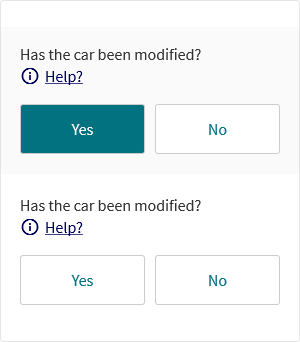 Has the car been modified?
Help?
Yes No
Has the car been modified?
Help?
Yes No